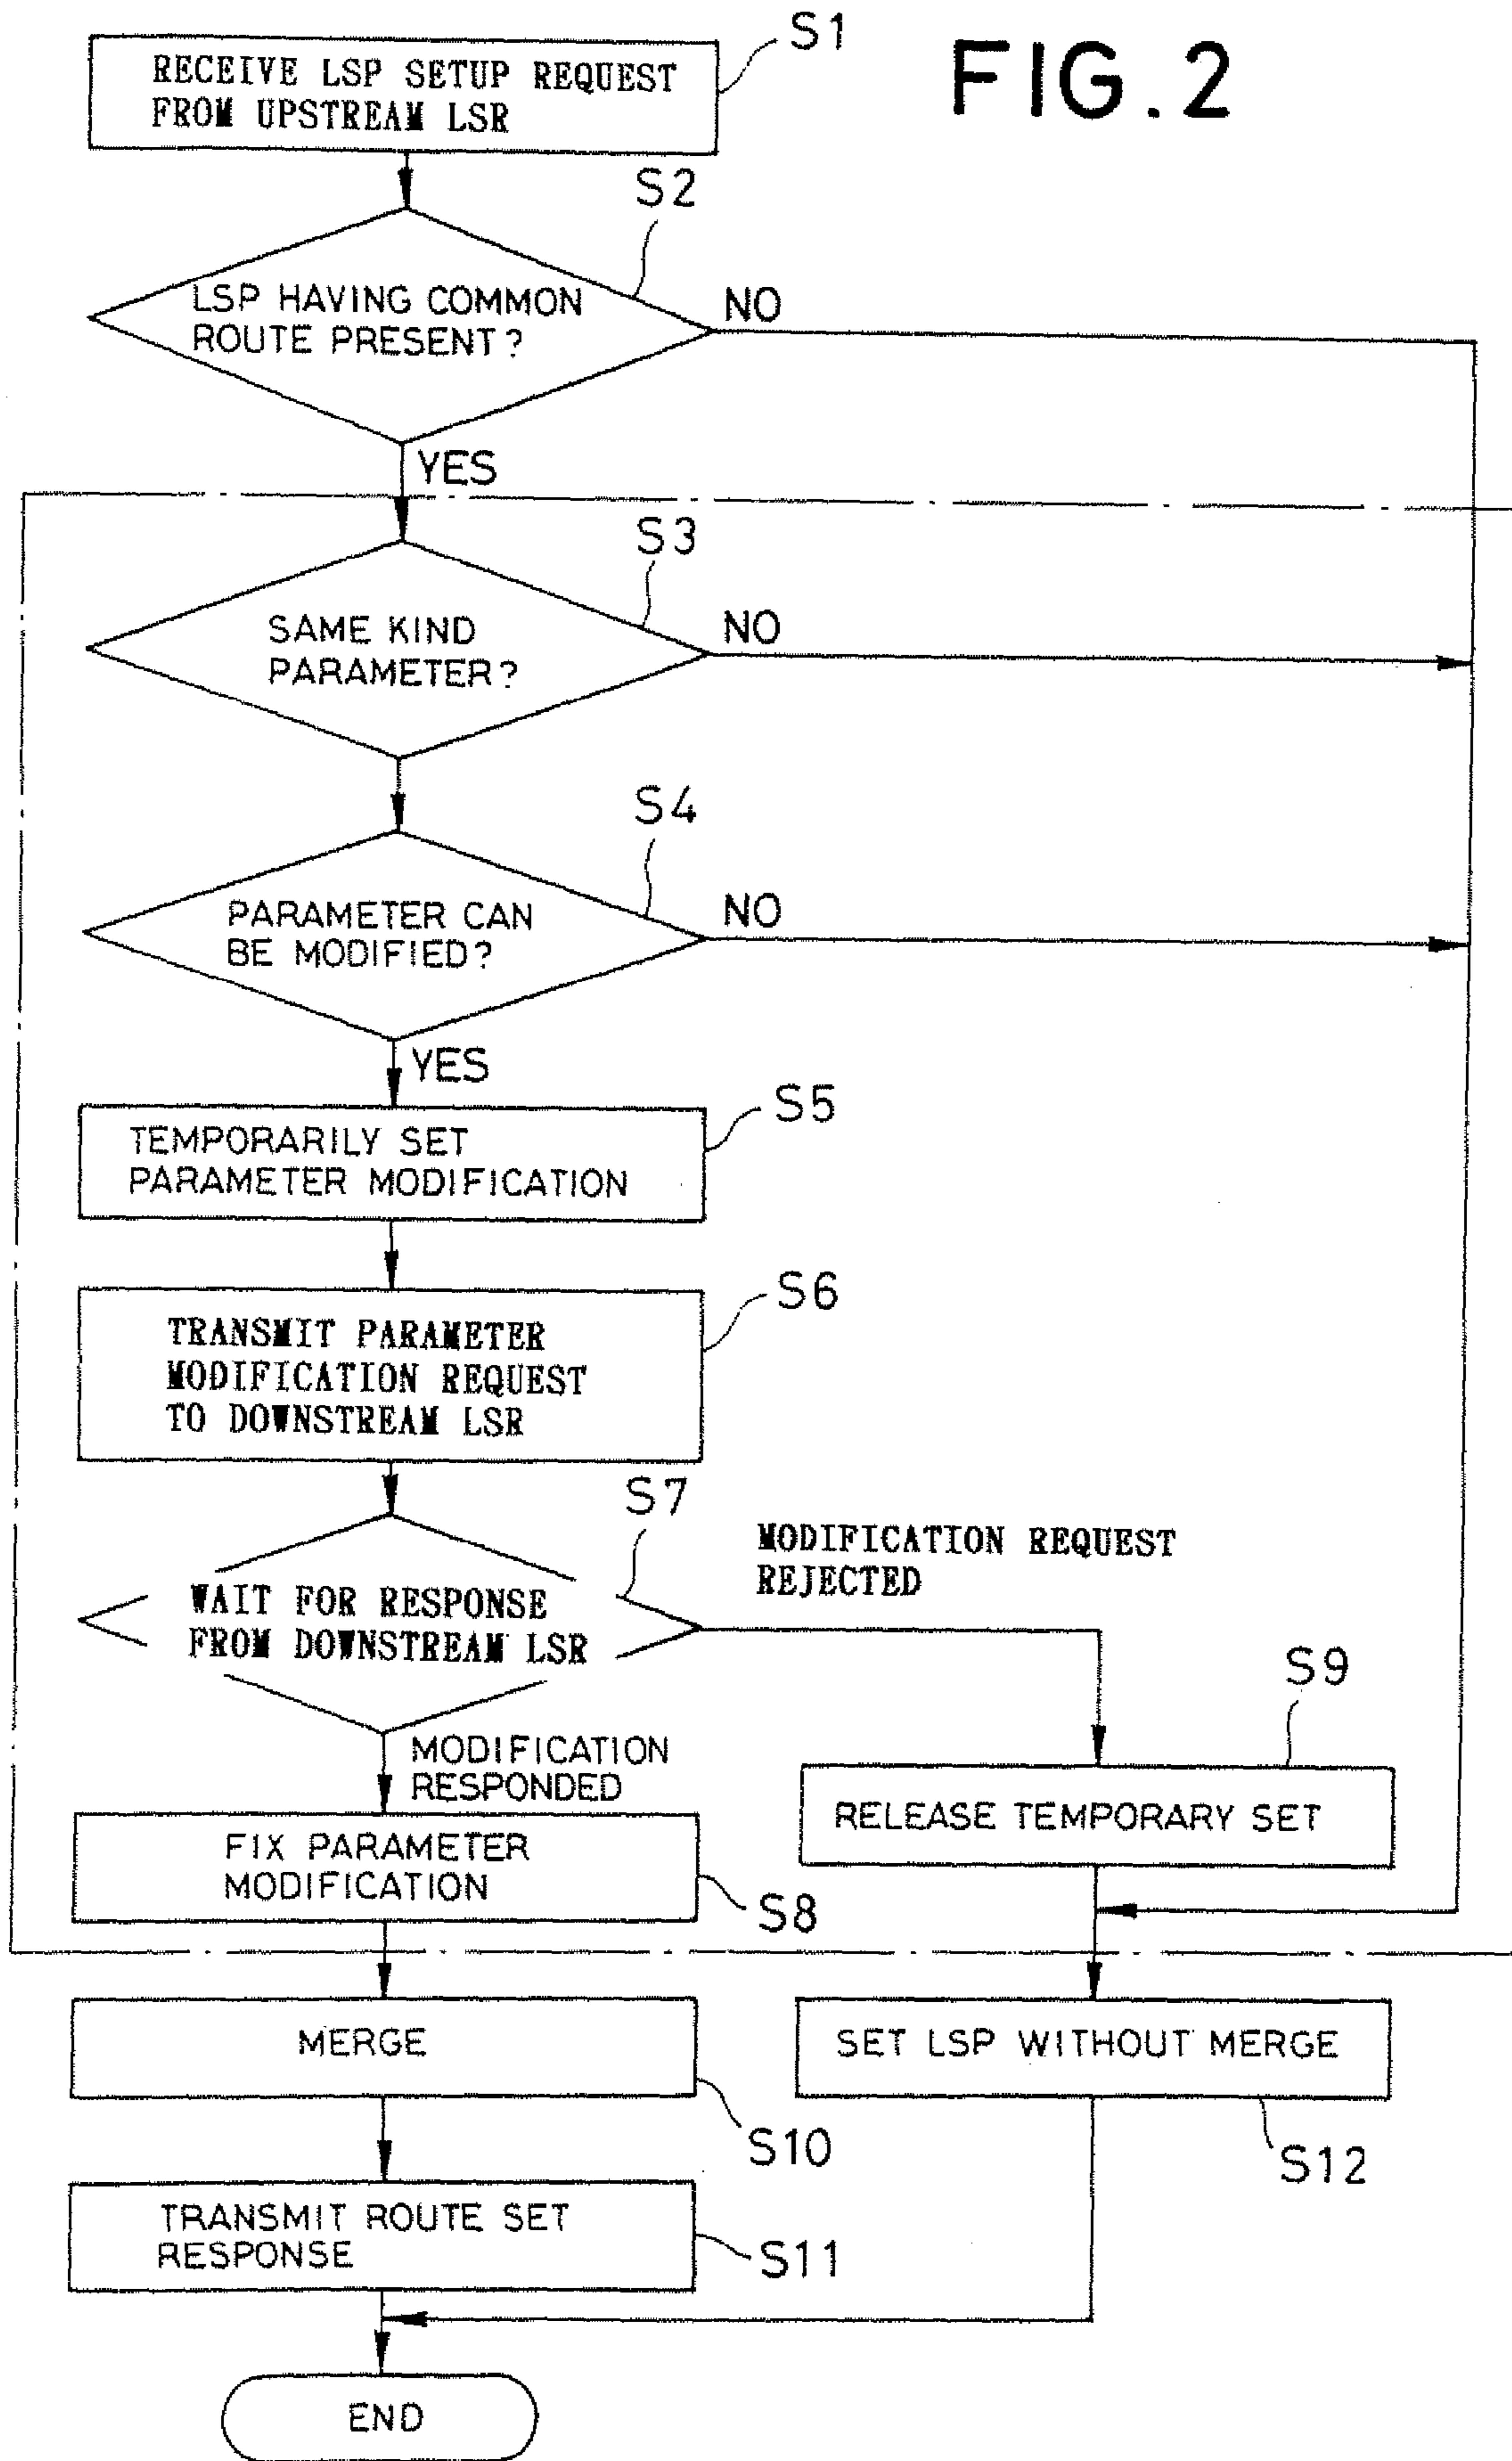 FIG.2
S1
RECEIVE LSP SETUP REQUEST
FROM UPSTREAM LSR
S2
LSP HAVING COMMON
ROUTE PRESENT?
NO
YES
S3
SAME KIND
PARAMETER?
NO
S4
PARAMETER CAN
BE MODIFIED?
NO
YES
S5
TEMPORARILY SET
PARAMETER MODIFICATION
S6
TRANSMIT PARAMETER
MODIFICATION REQUEST
TO DOWNSTREAM LSR
S7
WAIT FOR RESPONSE
FROM DOWNSTREAM LSR
MODIFICATION REQUEST
REJECTED
MODIFICATION
RESPONDED
S9
RELEASE TEMPORARY SET
FIX PARAMETER
MODIFICATION
S8
MERGE
S10
SET LSP WITHOUT MERGE
S12
TRANSMIT ROUTE SET
RESPONSE
S11
END